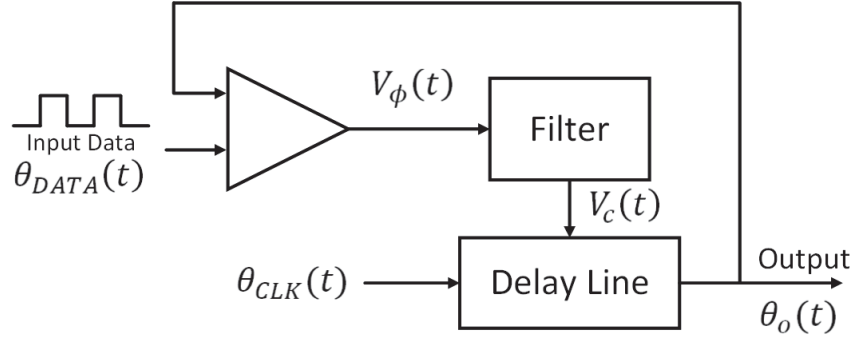 V_ϕ(t)
Filter
Input Data
θ_DATA(t)
V_c(t)
θ_CLK(t)
Delay Line
Output
θ_o(t)